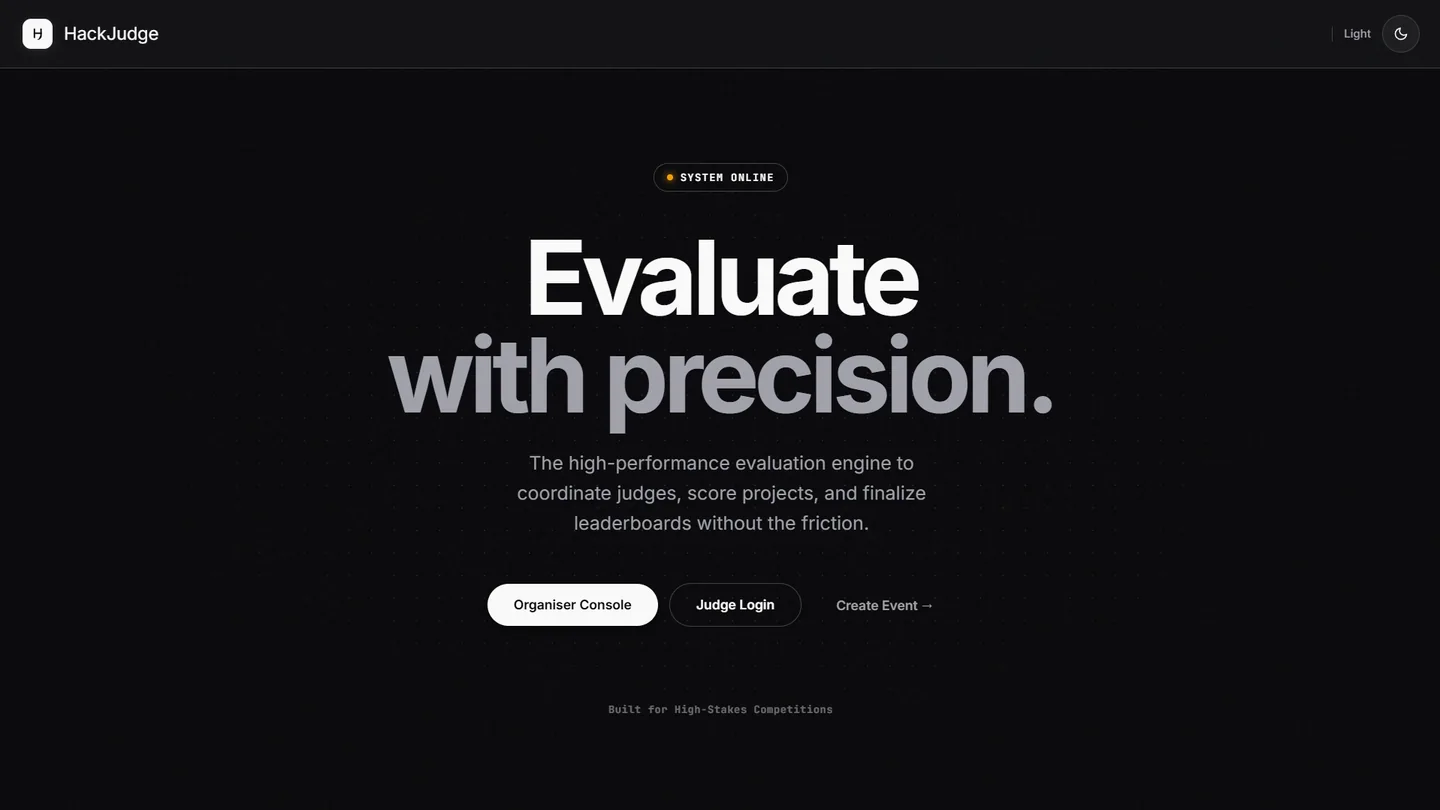 H HackJudge
Light
SYSTEM ONLINE
Evaluate
with precision.
The high-performance evaluation engine to
coordinate judges, score projects, and finalize
leaderboards without the friction.
Organiser Console
Judge Login
Create Event →
Built for High-Stakes Competitions